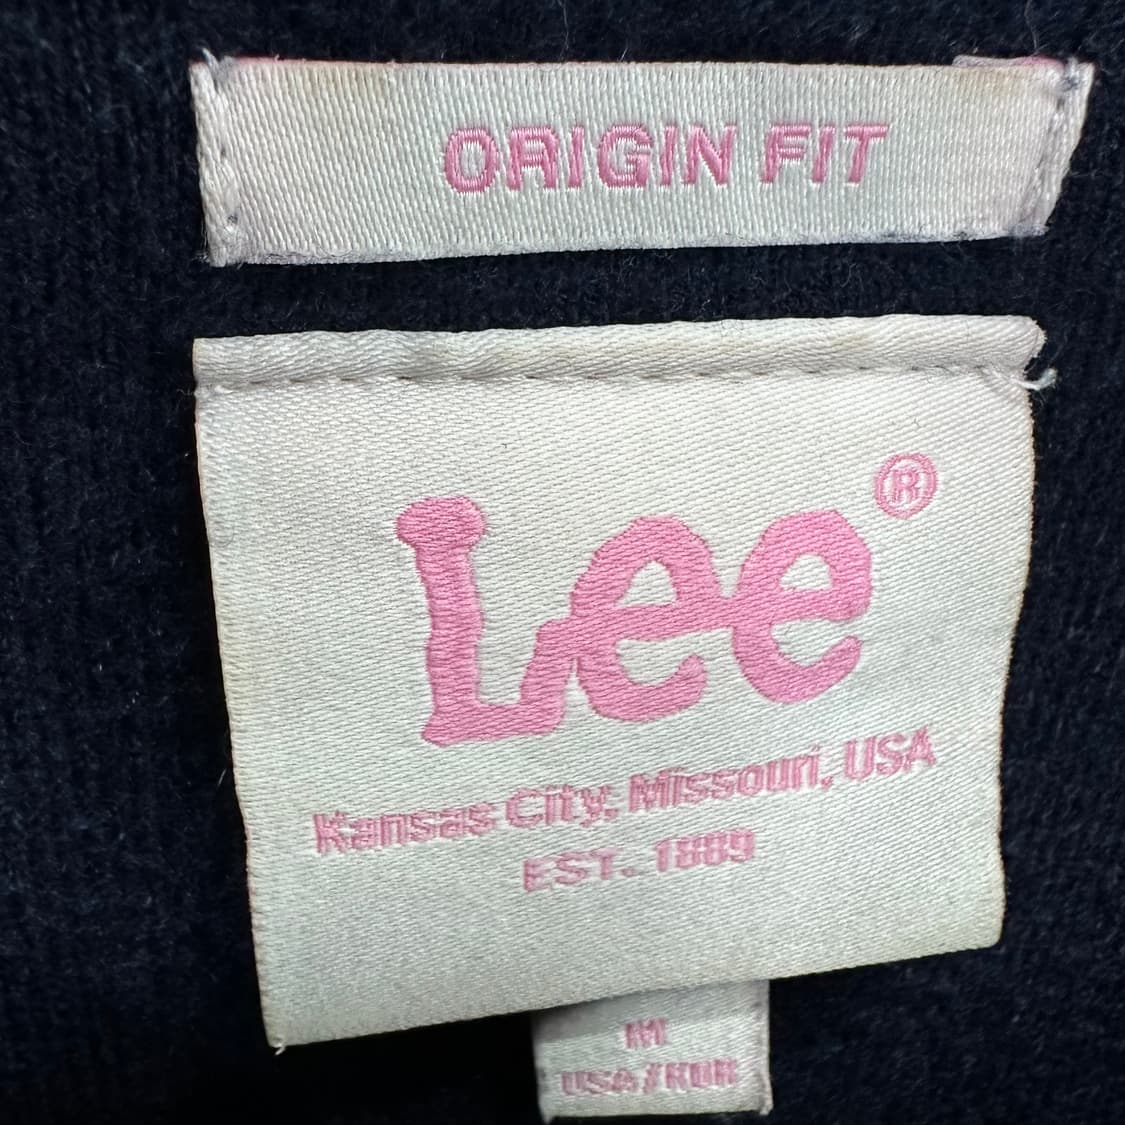 ORIGIN FIT
Lee®
Kansas City, Missouri, USA
EST. 1889
M
USA/KOR